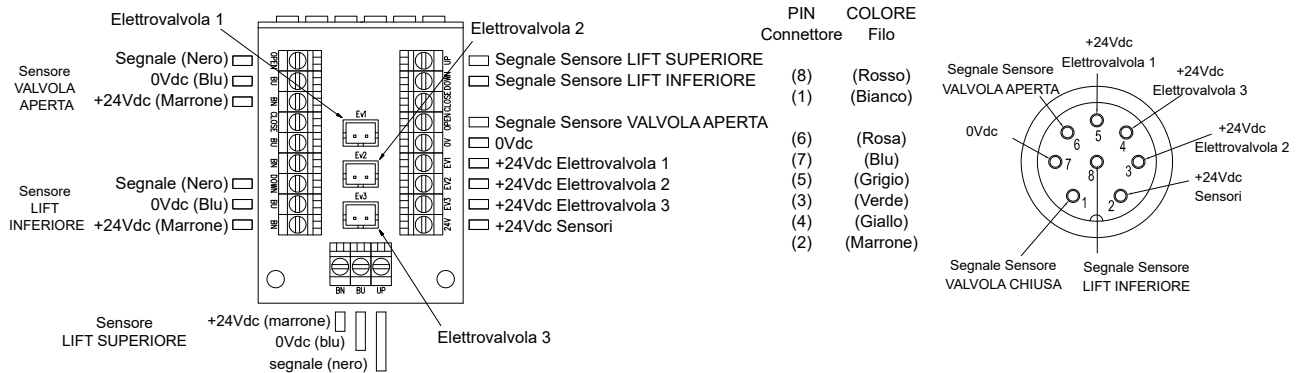 Elettrovalvola 1
Elettrovalvola 2
Sensore
VALVOLA
APERTA
Segnale (Nero)
0Vdc (Blu)
+24Vdc (Marrone)
Sensore
LIFT
INFERIORE
Segnale (Nero)
0Vdc (Blu)
+24Vdc (Marrone)
OPEN
BU
BN
CLOSE
BU
BN
DOWN
BU
BN
Ev1
Ev2
Ev3
UP
DOWN
CLOSE
OPEN
0V
EV1
EV2
EV3
24V
BN BU UP
Segnale Sensore LIFT SUPERIORE
Segnale Sensore LIFT INFERIORE
Segnale Sensore VALVOLA APERTA
0Vdc
+24Vdc Elettrovalvola 1
+24Vdc Elettrovalvola 2
+24Vdc Elettrovalvola 3
+24Vdc Sensori
Sensore
LIFT SUPERIORE
+24Vdc (marrone)
0Vdc (blu)
segnale (nero)
Elettrovalvola 3
PIN COLORE
Connettore Filo
(8) (Rosso)
(1) (Bianco)
(6) (Rosa)
(7) (Blu)
(5) (Grigio)
(3) (Verde)
(4) (Giallo)
(2) (Marrone)
+24Vdc
Elettrovalvola 1
Segnale Sensore
VALVOLA APERTA
+24Vdc
Elettrovalvola 3
0Vdc
+24Vdc
Elettrovalvola 2
+24Vdc
Sensori
6
5
4
7
8
3
1
2
Segnale Sensore
VALVOLA CHIUSA
Segnale Sensore
LIFT INFERIORE